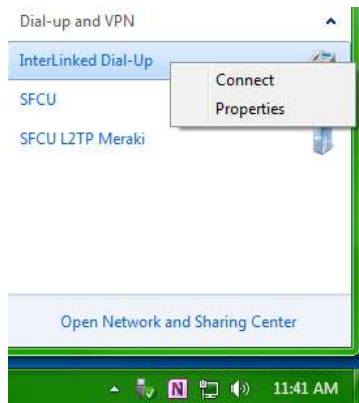 Dial-up and VPN
InterLinked Dial-Up
Connect
SFCU
Properties
SFCU L2TP Meraki
Open Network and Sharing Center
N
11:41 AM